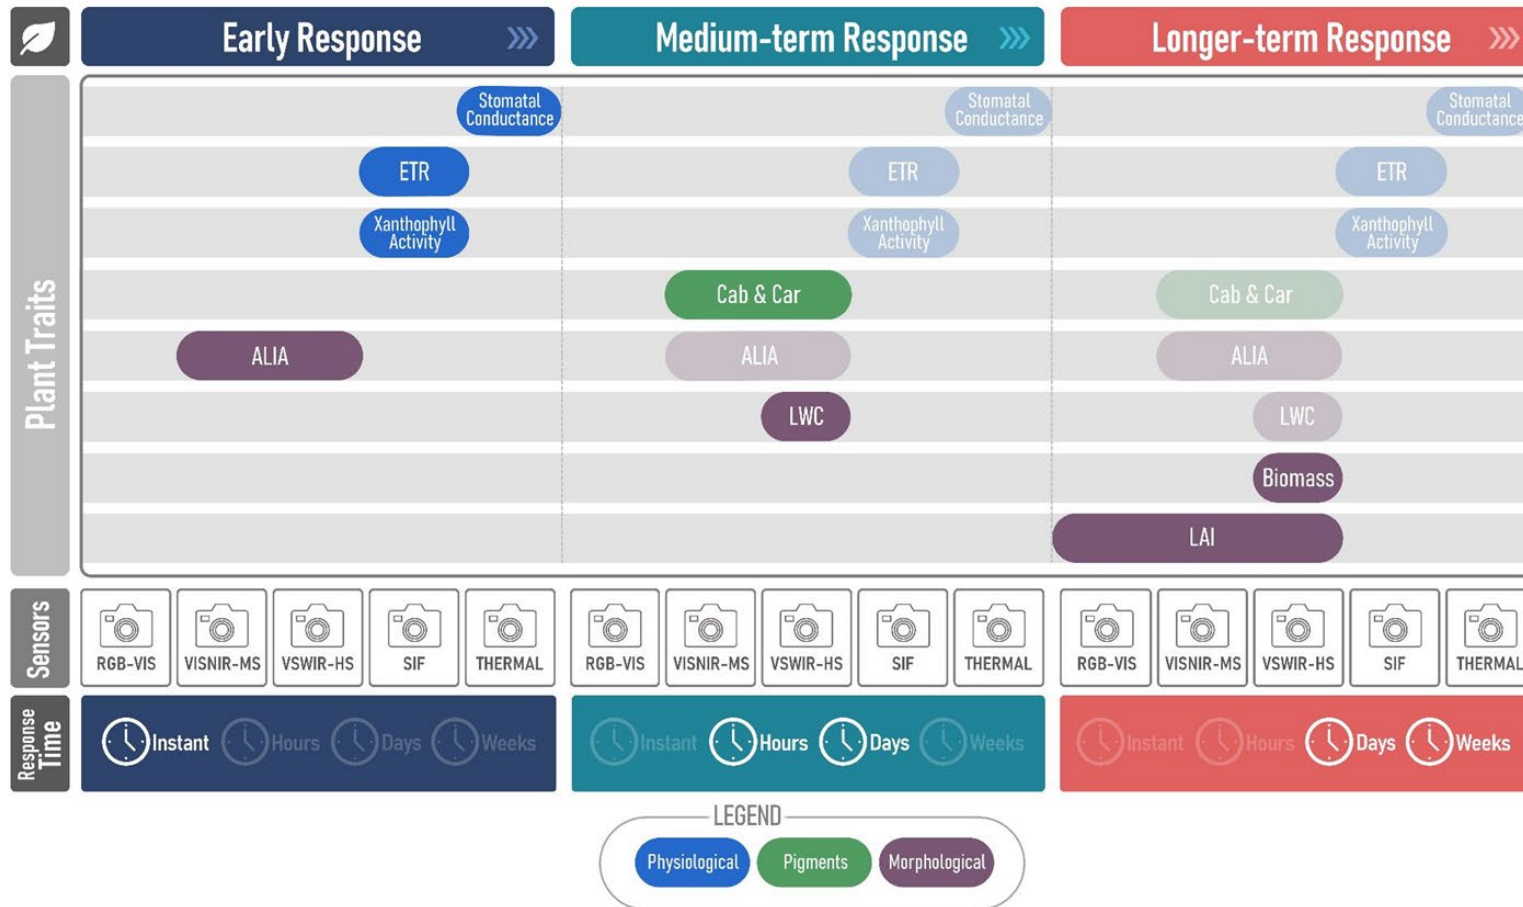 Early Response
Medium-term Response
Longer-term Response
Plant Traits
Stomatal
Conductance
Stomatal
Conductance
Stomatal
Conductance
ETR
ETR
ETR
Xanthophyll
Activity
Xanthophyll
Activity
Xanthophyll
Activity
Cab & Car
Cab & Car
ALIA
ALIA
ALIA
LWC
LWC
Biomass
LAI
Sensors
RGB-VIS
VISNIR-MS
VSWIR-HS
SIF
THERMAL
RGB-VIS
VISNIR-MS
VSWIR-HS
SIF
THERMAL
RGB-VIS
VISNIR-MS
VSWIR-HS
SIF
THERMAL
Response
Time
Instant
Hours
Days
Weeks
Instant
Hours
Days
Weeks
Instant
Hours
Days
Weeks
LEGEND
Physiological
Pigments
Morphological